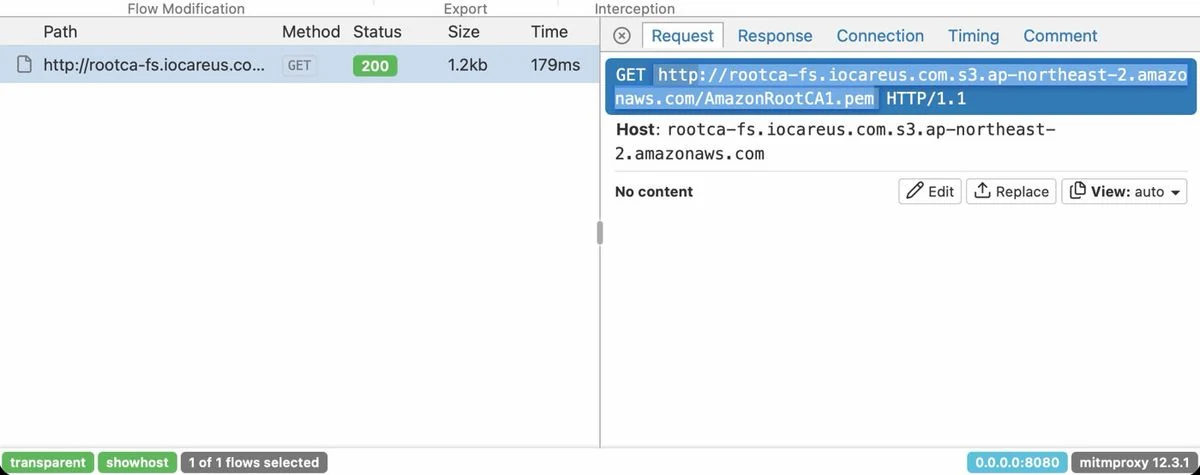 Flow Modification Export Interception
Path Method Status Size Time
http://rootca-fs.iocareus.co... GET 200 1.2kb 179ms
Request Response Connection Timing Comment
GET http://rootca-fs.iocareus.com.s3.ap-northeast-2.amazo
naws.com/AmazonRootCA1.pem HTTP/1.1
Host: rootca-fs.iocareus.com.s3.ap-northeast-
2.amazonaws.com
No content Edit Replace View: auto
transparent showhost 1 of 1 flows selected 0.0.0.0:8080 mitmproxy 12.3.1